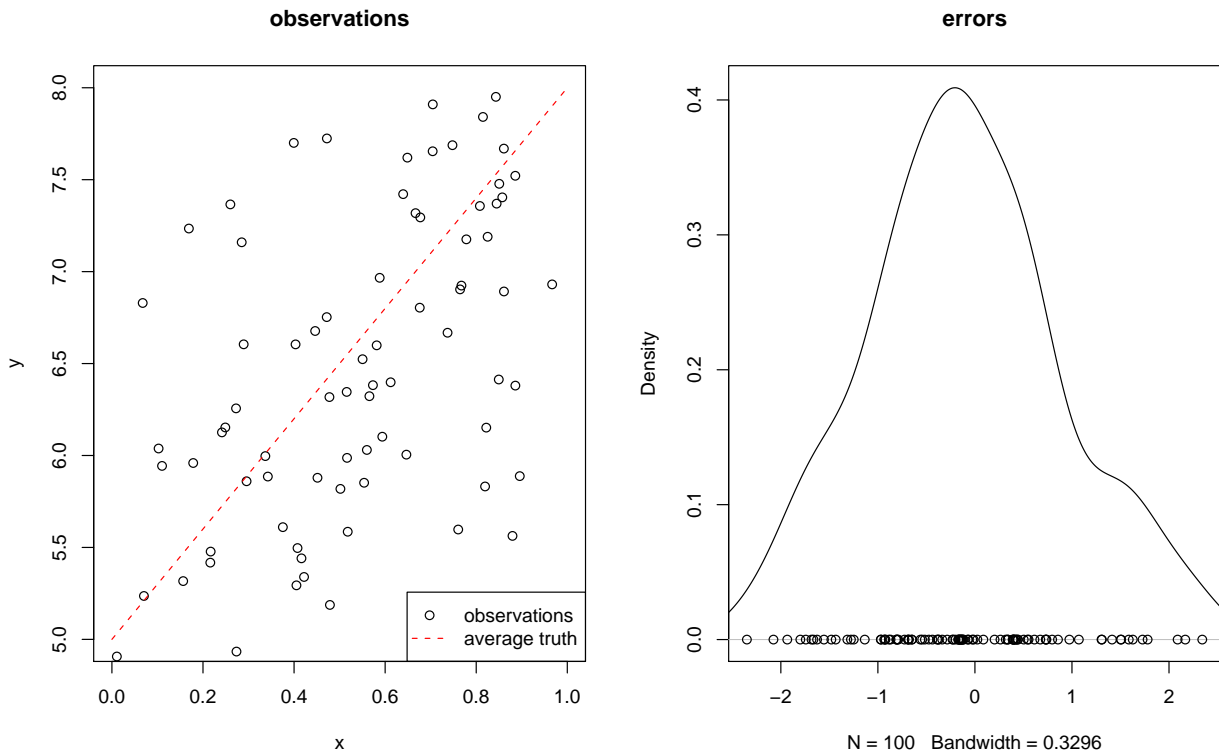 observations
8.0
7.5
7.0
6.5
6.0
5.5
5.0
y
0.0 0.2 0.4 0.6 0.8 1.0
x
observations
average truth
errors
0.4
0.3
0.2
0.1
0.0
Density
−2 −1 0 1 2
N = 100 Bandwidth = 0.3296